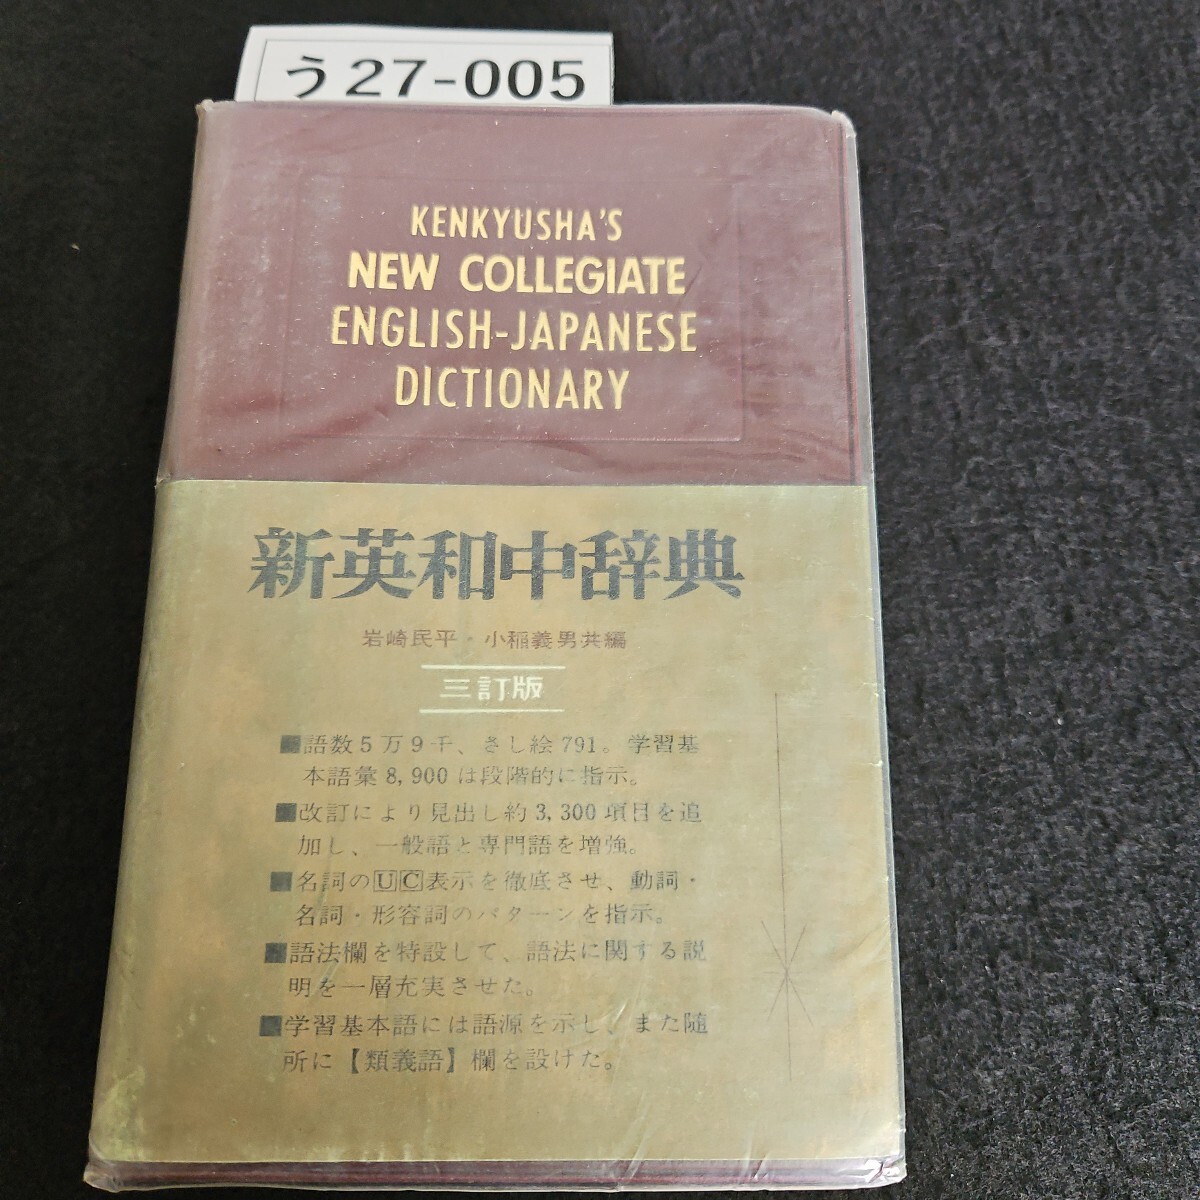 う27-005
KENKYUSHA'S
NEW COLLEGIATE
ENGLISH-JAPANESE
DICTIONARY
新英和中辞典
岩崎民平・小稲義男共編
三訂版
■語数5万9千、さし絵791。学習基
本語彙8,900は段階的に指示。
■改訂により見出し約3,300項目を追
加し、一般語と専門語を増強。
■名詞のUC表示を徹底させ、動詞・
名詞・形容詞のパターンを指示。
■語法欄を特設して、語法に関する説
明を一層充実させた。
■学習基本語には語源を示し、また随
所に【類義語】欄を設けた。